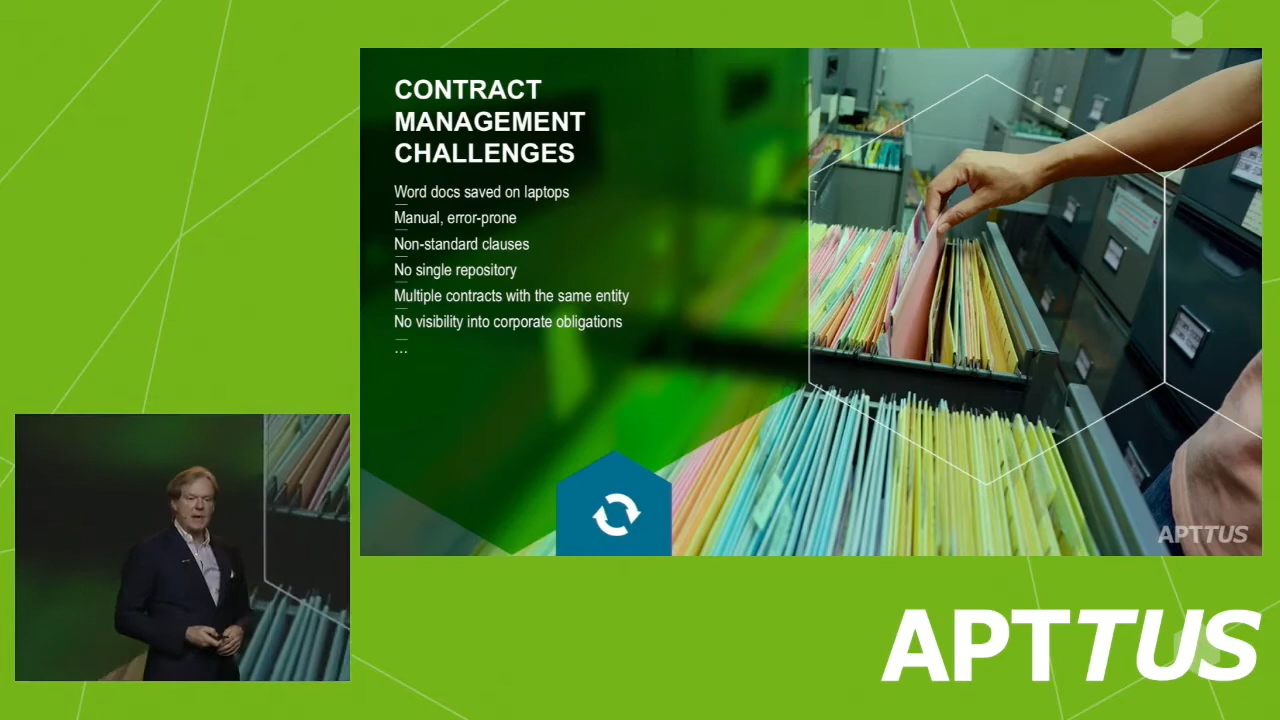 CONTRACT
MANAGEMENT
CHALLENGES
Word docs saved on laptops
Manual, error-prone
Non-standard clauses
No single repository
Multiple contracts with the same entity
No visibility into corporate obligations
...
APTTUS
APTTUS